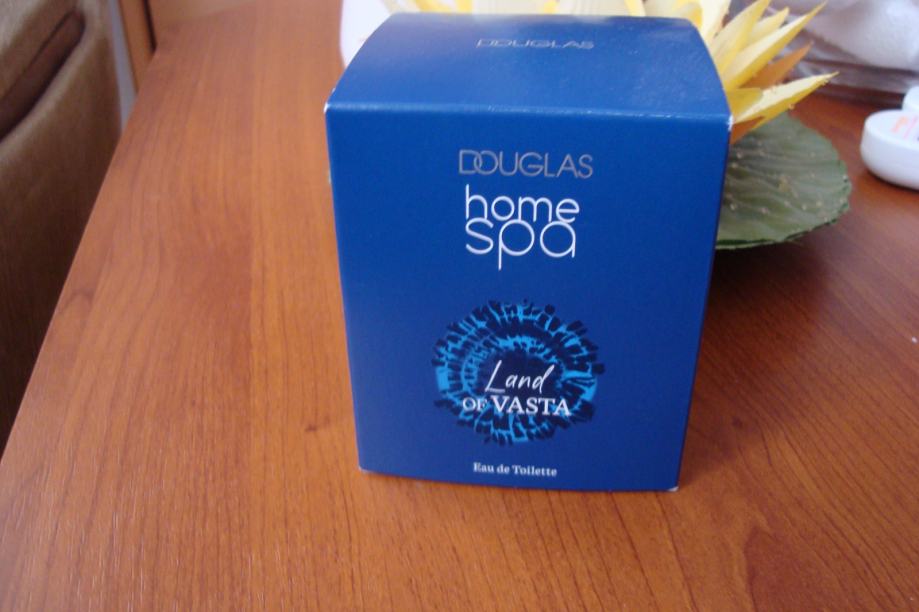 DOUGLAS
DOUGLAS
home
spa
Land
OF VASTA
Eau de Toilette